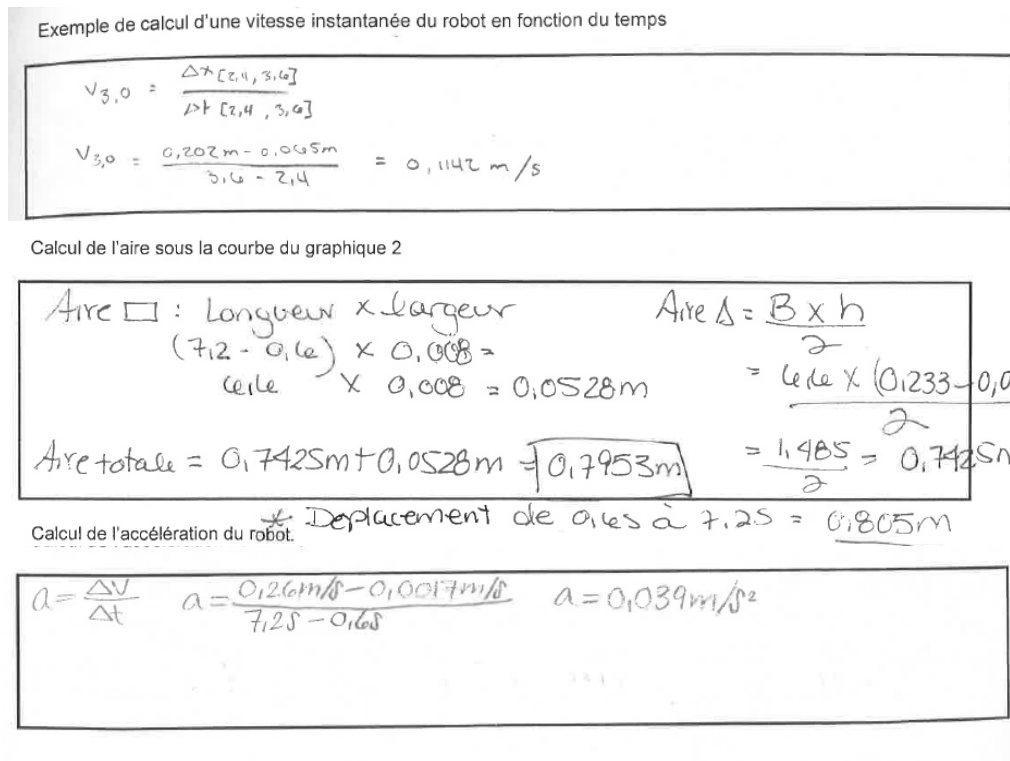 Exemple de calcul d'une vitesse instantanée du robot en fonction du temps
V3,0 = Δx [2,4, 3,6] / Δt [2,4, 3,6]
V3,0 = 0,202m - 0,065m / 3,6 - 2,4 = 0,1142 m/s
Calcul de l'aire sous la courbe du graphique 2
Aire □ : Longueur x largeur
(7,2 - 0,6) x 0,008 =
6,6 x 0,008 = 0,0528m
Aire Δ = B x h / 2
= 6,6 x (0,233-0,0 / 2
= 1,485 / 2 = 0,7425m
Aire totale = 0,7425m + 0,0528m = 0,7953m
* Deplacement de 0,6s à 7,2s = 0,805m
Calcul de l'accélération du robot.
a = ΔV / Δt a = 0,26m/s - 0,0017m/s / 7,2s - 0,6s a = 0,039m/s²